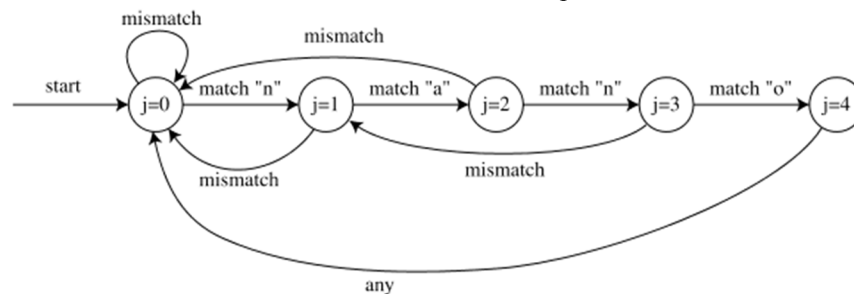 mismatch
mismatch
start
match "n"
match "a"
match "n"
match "o"
j=0
j=1
j=2
j=3
j=4
mismatch
mismatch
any